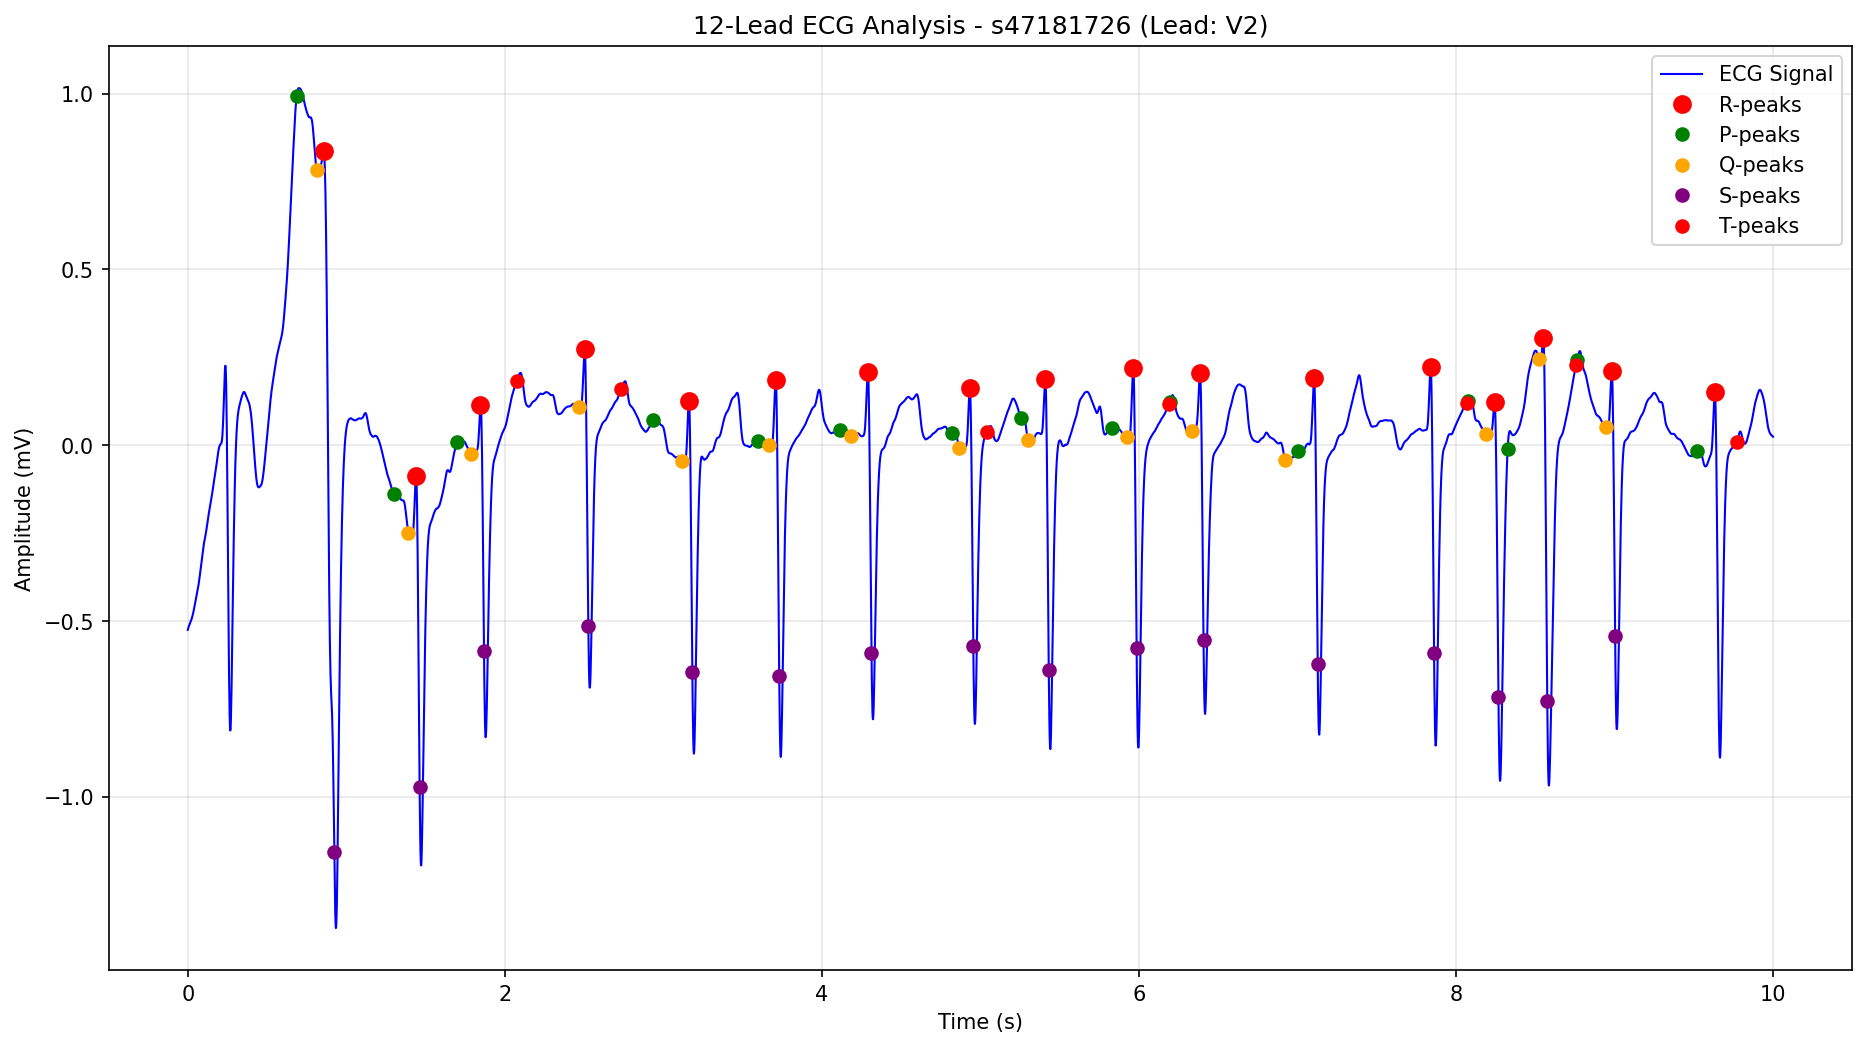 12-Lead ECG Analysis - s47181726 (Lead: V2)
ECG Signal
R-peaks
P-peaks
Q-peaks
S-peaks
T-peaks
Amplitude (mV)
1.0
0.5
0.0
−0.5
−1.0
0 2 4 6 8 10
Time (s)